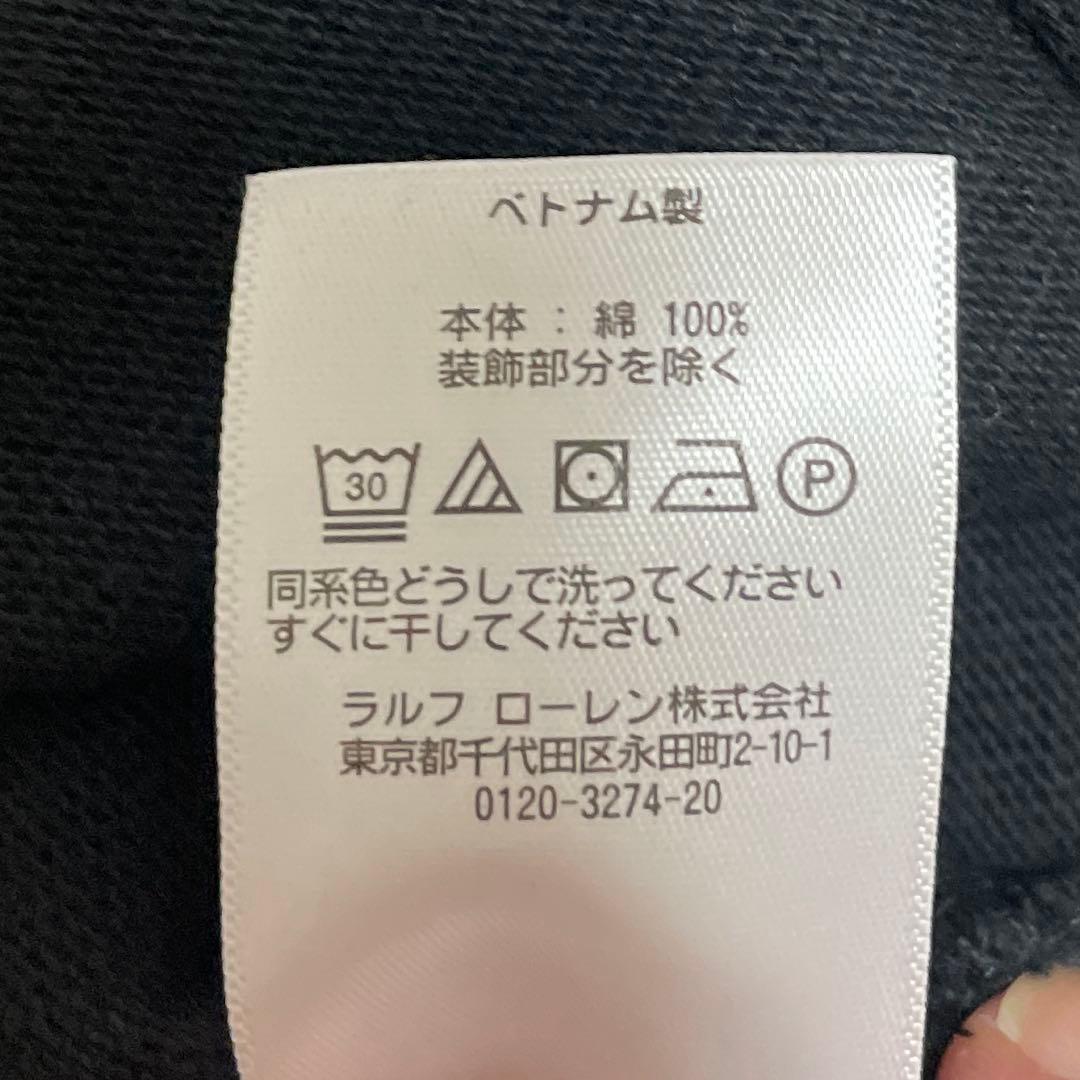 ベトナム製
本体 : 綿 100%
装飾部分を除く
30
P
同系色どうしで洗ってください
すぐに干してください
ラルフ ローレン株式会社
東京都千代田区永田町2-10-1
0120-3274-20